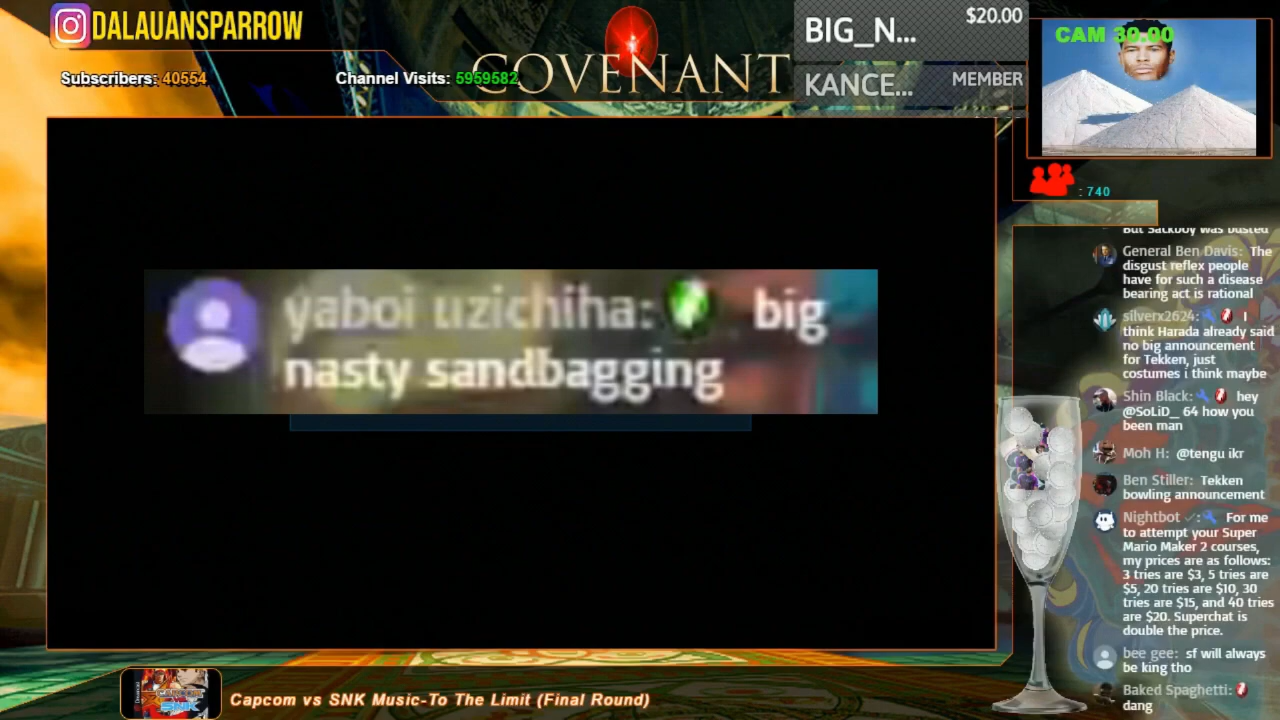 DALAUANSPARROW
Subscribers: 40554
Channel Visits: 5959582
COVENANT
BIG_N...
$20.00
KANCE...
MEMBER
CAM 30.00
: 740
yaboi uzichiha: big
nasty sandbagging
But Sackboy was busted
General Ben Davis: The
disgust reflex people
have for such a disease
bearing act is rational
silverx2624: I
think Harada already said
no big announcement
for Tekken, just
costumes i think maybe
Shin Black: hey
@SoLiD_ 64 how you
been man
Moh H: @tengu ikr
Ben Stiller: Tekken
bowling announcement
Nightbot ✓: For me
to attempt your Super
Mario Maker 2 courses,
my prices are as follows:
3 tries are $3, 5 tries are
$5, 20 tries are $10, 30
tries are $15, and 40 tries
are $20. Superchat is
double the price.
bee gee: sf will always
be king tho
Baked Spaghetti:
dang
Capcom vs SNK Music-To The Limit (Final Round)